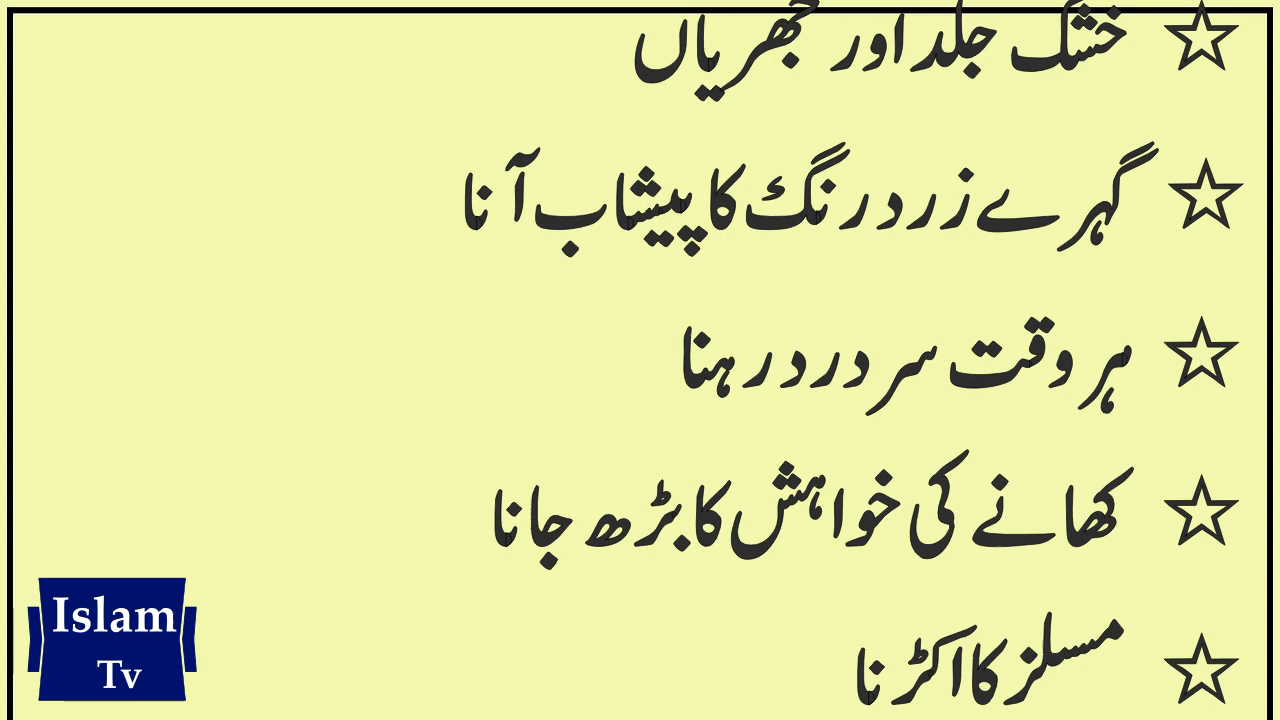 ☆ خشک جلد اور جھریاں
☆ گہرے زرد رنگ کا پیشاب آنا
☆ ہر وقت سر درد رہنا
☆ کھانے کی خواہش کا بڑھ جانا
☆ مسلز کا اکڑنا
Islam
Tv